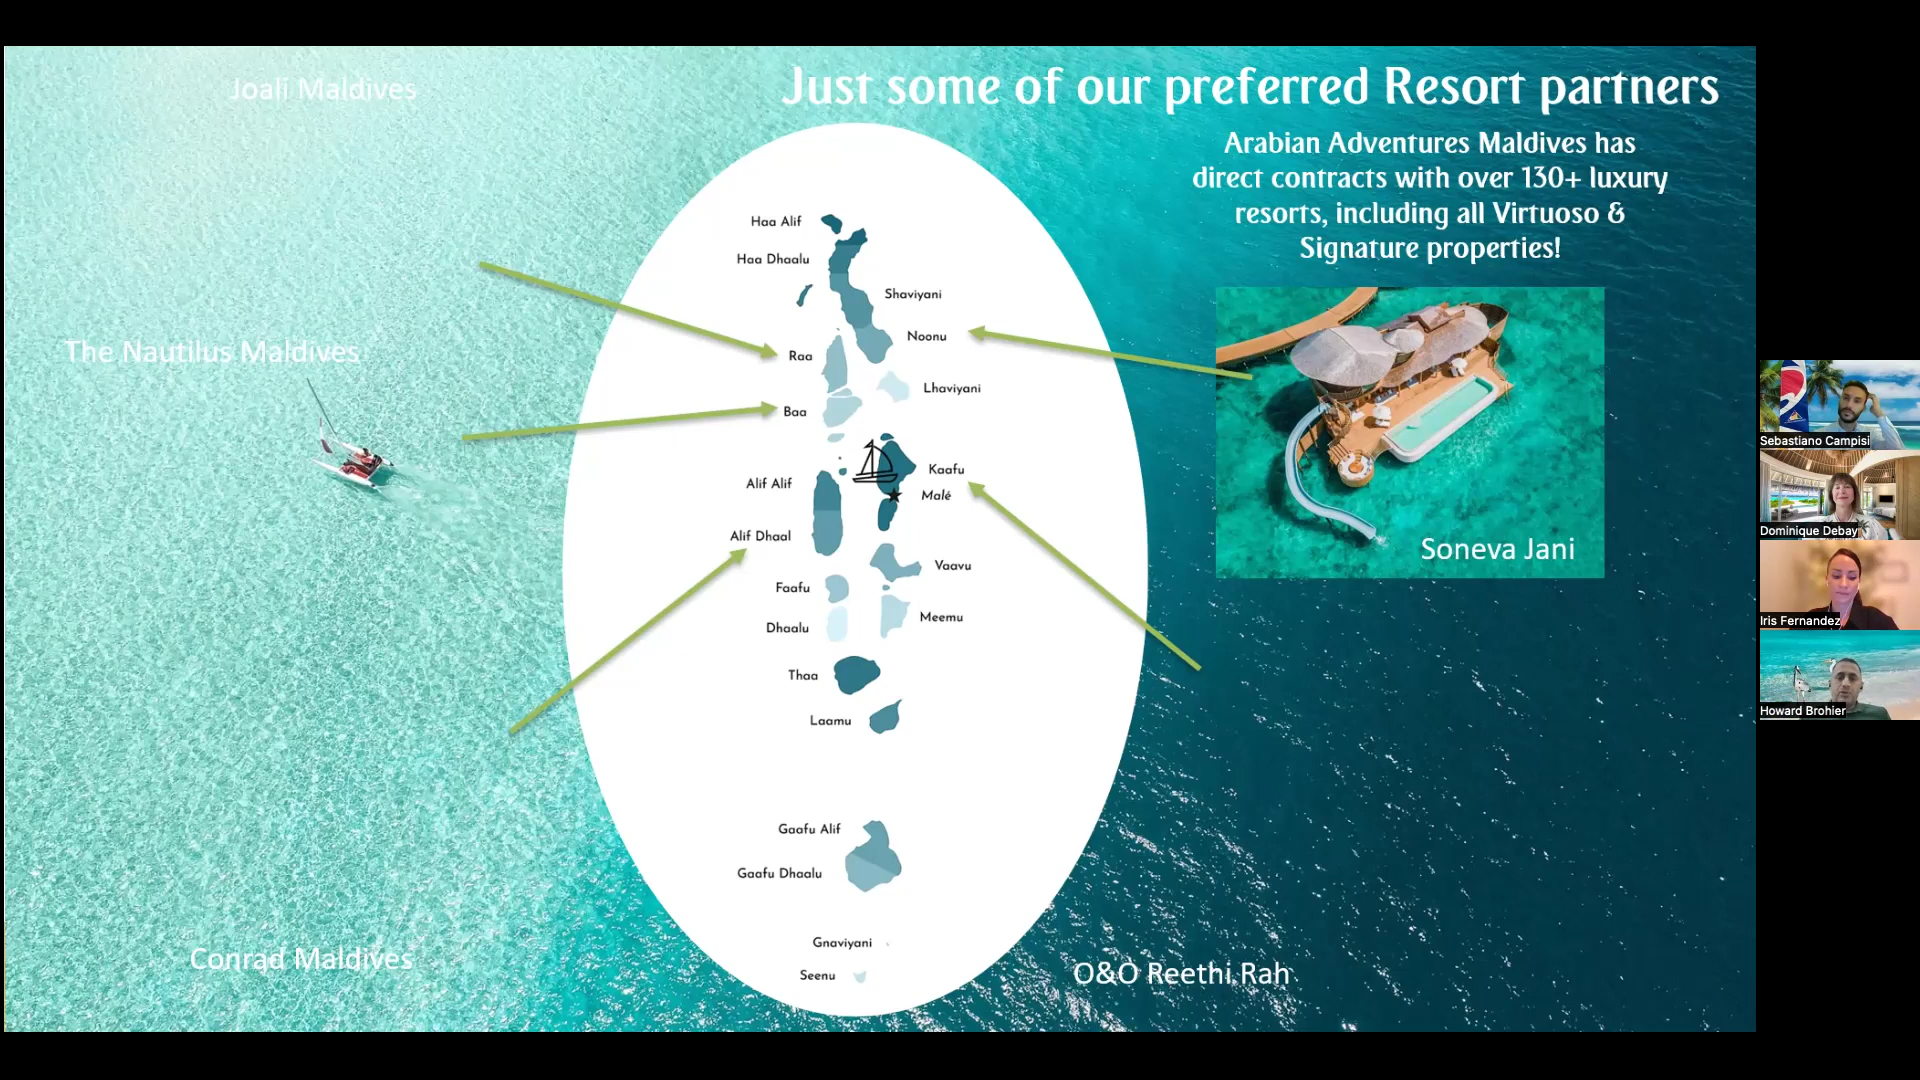 Joali Maldives
Just some of our preferred Resort partners
Arabian Adventures Maldives has
direct contracts with over 130+ luxury
resorts, including all Virtuoso &
Signature properties!
The Nautilus Maldives
Haa Alif
Haa Dhaalu
Shaviyani
Noonu
Raa
Lhaviyani
Baa
Kaafu
Alif Alif
Malé
Alif Dhaal
Vaavu
Faafu
Meemu
Dhaalu
Thaa
Laamu
Gaafu Alif
Gaafu Dhaalu
Gnaviyani
Seenu
Soneva Jani
Conrad Maldives
O&O Reethi Rah
Sebastiano Campisi
Dominique Debay
Iris Fernandez
Howard Brohier